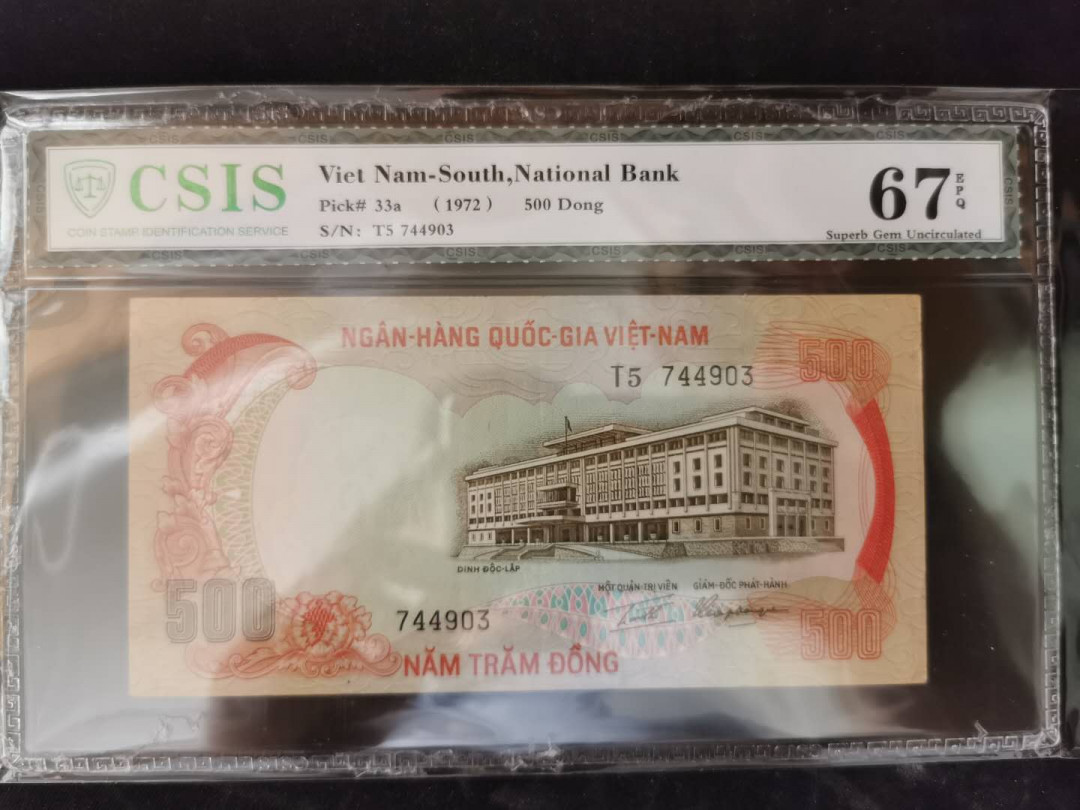 CSIS
COIN STAMP IDENTIFICATION SERVICE
Viet Nam-South,National Bank
Pick# 33a (1972) 500 Dong
S/N: T5 744903
67 EPQ
Superb Gem Uncirculated
NGÂN-HÀNG QUỐC-GIA VIỆT-NAM
500
T5 744903
DINH ĐỘC-LẬP
MỘT QUẢN-TRỊ VIÊN GIÁM-ĐỐC PHÁT-HÀNH
500
744903
500
NĂM TRĂM ĐỒNG